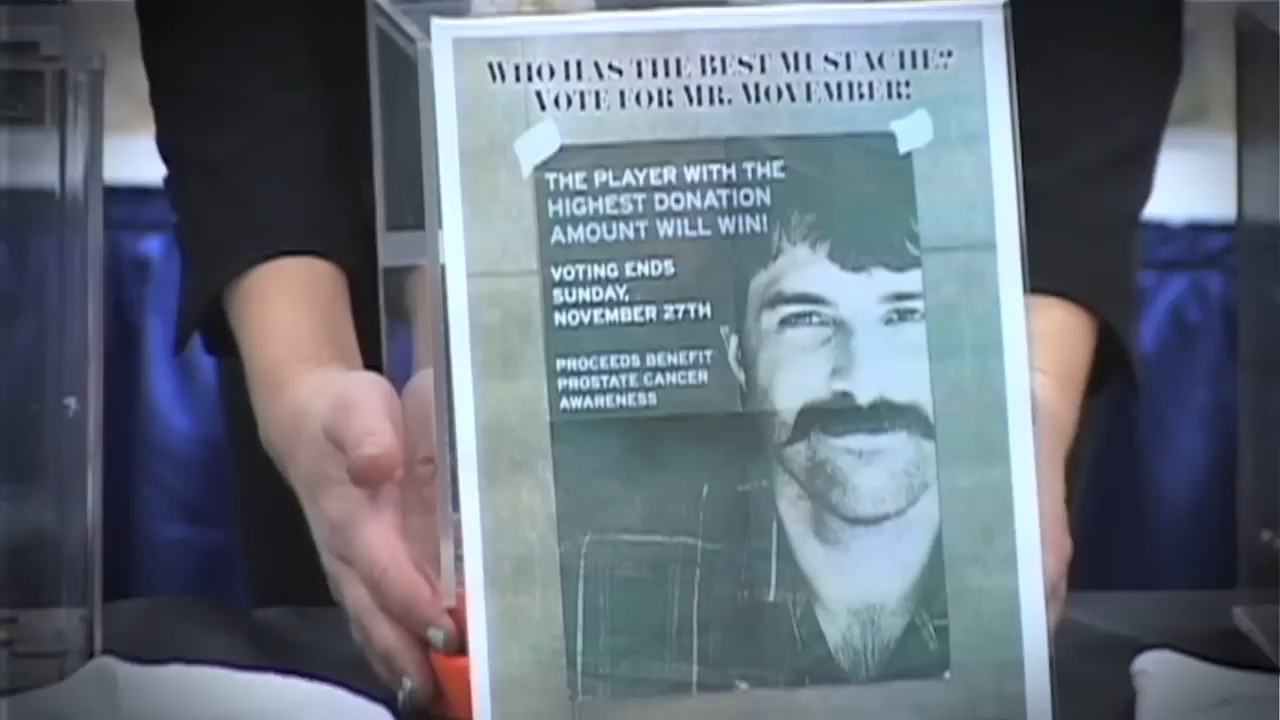 WHO HAS THE BEST MUSTACHE?
VOTE FOR MR. MOVEMBER!
THE PLAYER WITH THE
HIGHEST DONATION
AMOUNT WILL WIN!
VOTING ENDS
SUNDAY,
NOVEMBER 27TH
PROCEEDS BENEFIT
PROSTATE CANCER
AWARENESS